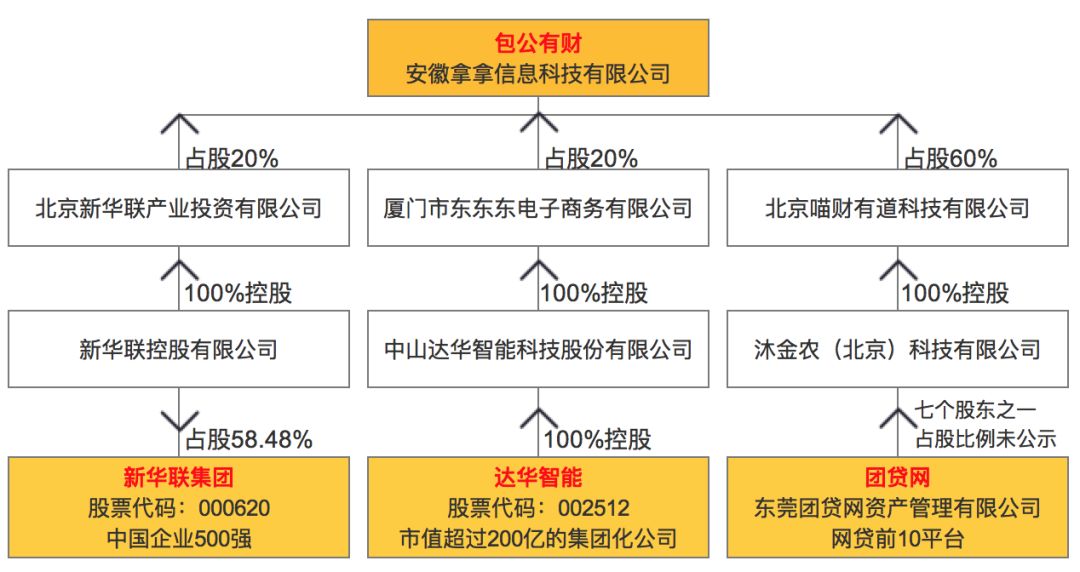 包公有财
安徽拿拿信息科技有限公司
占股20%
占股20%
占股60%
北京新华联产业投资有限公司
厦门市东东东电子商务有限公司
北京喵财有道科技有限公司
100%控股
100%控股
100%控股
新华联控股有限公司
中山达华智能科技股份有限公司
沐金农（北京）科技有限公司
占股58.48%
100%控股
七个股东之一
占股比例未公示
新华联集团
股票代码：000620
中国企业500强
达华智能
股票代码：002512
市值超过200亿的集团化公司
团贷网
东莞团贷网资产管理有限公司
网贷前10平台